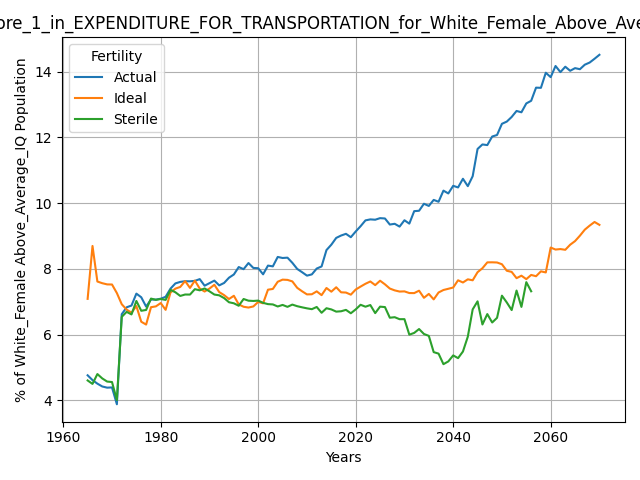 ore_1_in_EXPENDITURE_FOR_TRANSPORTATION_for_White_Female_Above_Ave
Fertility
Actual
Ideal
Sterile
% of White_Female Above_Average_IQ Population
14
12
10
8
6
4
1960 1980 2000 2020 2040 2060
Years